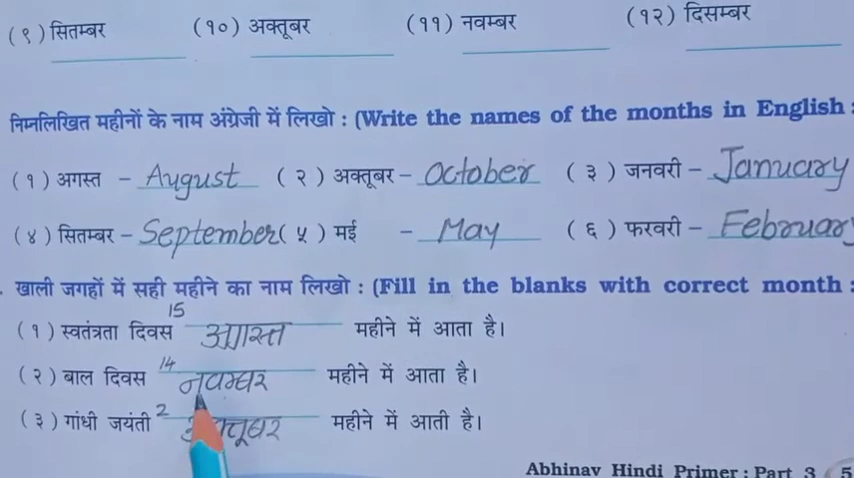 (९) सितम्बर (१०) अक्तूबर (११) नवम्बर (१२) दिसम्बर
निम्नलिखित महीनों के नाम अंग्रेजी में लिखो : (Write the names of the months in English :
(१) अगस्त - August (२) अक्तूबर - October (३) जनवरी - January
(४) सितम्बर - September (५) मई - May (६) फरवरी - February
. खाली जगहों में सही महीने का नाम लिखो : (Fill in the blanks with correct month :
(१) स्वतंत्रता दिवस 15 अगस्त महीने में आता है।
(२) बाल दिवस 14 नवम्बर महीने में आता है।
(३) गांधी जयंती 2 महीने में आती है।
Abhinav Hindi Primer : Part 3 5